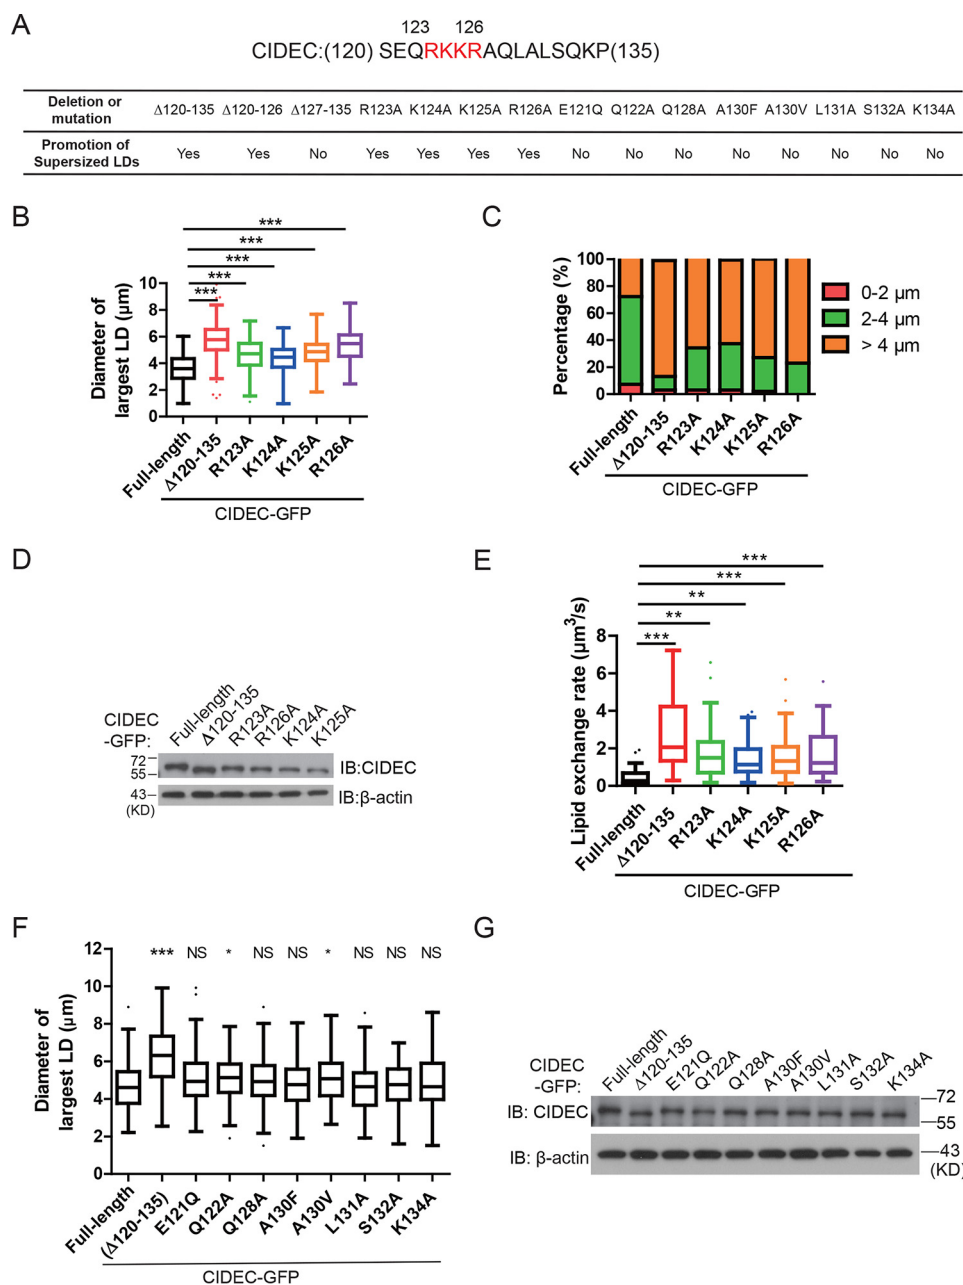 A
123 126
CIDEC:(120) SEQRKKRAQLALSQKP(135)
Deletion or mutation Δ120-135 Δ120-126 Δ127-135 R123A K124A K125A R126A E121Q Q122A Q128A A130F A130V L131A S132A K134A
Promotion of Supersized LDs Yes Yes No Yes Yes Yes Yes No No No No No No No No
B
***
***
***
***
***
Diameter of
largest LD (μm)
10
8
6
4
2
0
Full-length Δ120-135 R123A K124A K125A R126A
CIDEC-GFP
C
Percentage (%)
100
80
60
40
20
0
0-2 μm
2-4 μm
> 4 μm
Full-length Δ120-135 R123A K124A K125A R126A
CIDEC-GFP
D
CIDEC
-GFP:
Full-length Δ120-135 R123A R126A K124A K125A
72
55
IB:CIDEC
43
IB:β-actin
(KD)
E
***
***
**
**
***
Lipid exchange rate (μm³/s)
8
6
4
2
0
Full-length Δ120-135 R123A K124A K125A R126A
CIDEC-GFP
F
*** NS * NS NS * NS NS NS
Diameter of
largest LD (μm)
12
10
8
6
4
2
0
Full-length (Δ120-135) E121Q Q122A Q128A A130F A130V L131A S132A K134A
CIDEC-GFP
G
CIDEC
-GFP:
Full-length Δ120-135 E121Q Q122A Q128A A130F A130V L131A S132A K134A
IB: CIDEC
72
55
IB: β-actin
43
(KD)